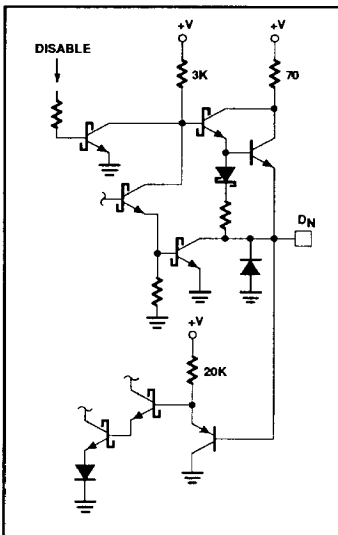 +V +V
DISABLE
3K 70
DN
+V
20K